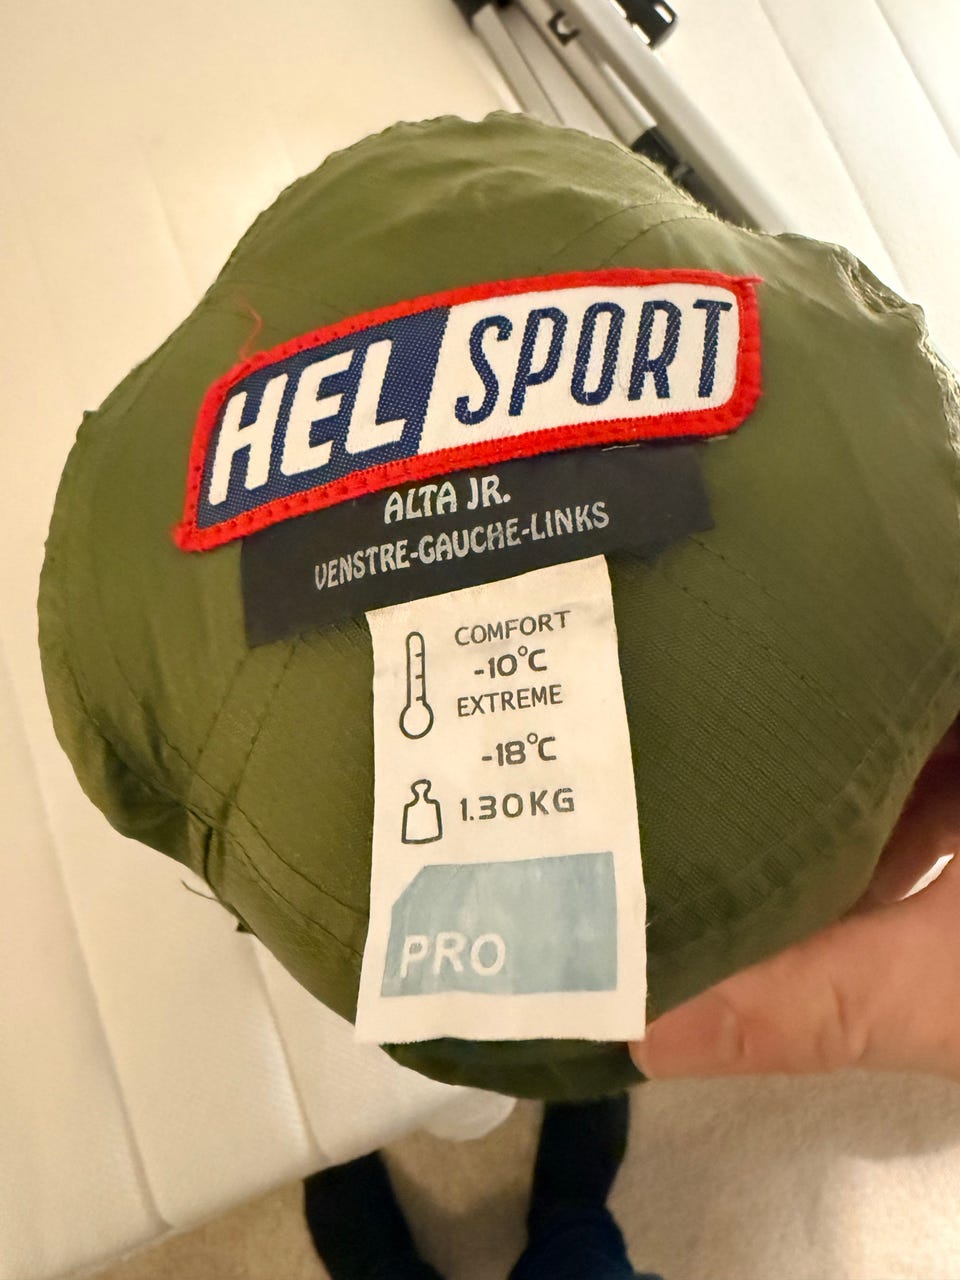 HEL SPORT
ALTA JR.
VENSTRE-GAUCHE-LINKS
COMFORT
-10°C
EXTREME
-18°C
1.30KG
PRO